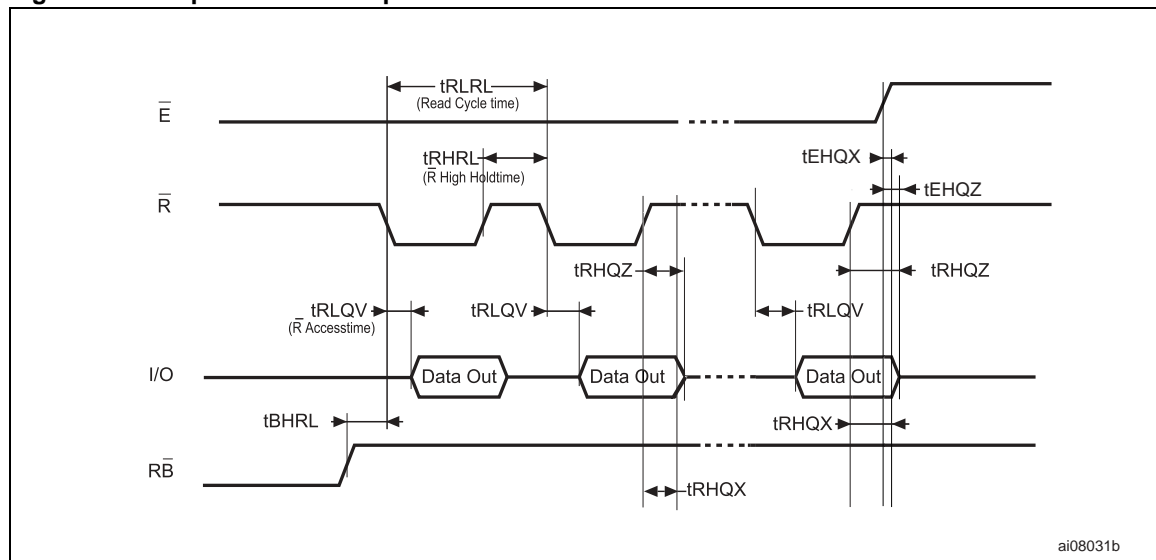 tRLRL
(Read Cycle time)
E̅
tRHRL
(R̅ High Holdtime)
tEHQX
tEHQZ
R̅
tRHQZ
tRHQZ
tRLQV
(R̅ Accesstime)
tRLQV
tRLQV
I/O
Data Out
Data Out
Data Out
tBHRL
tRHQX
RB̅
tRHQX
ai08031b